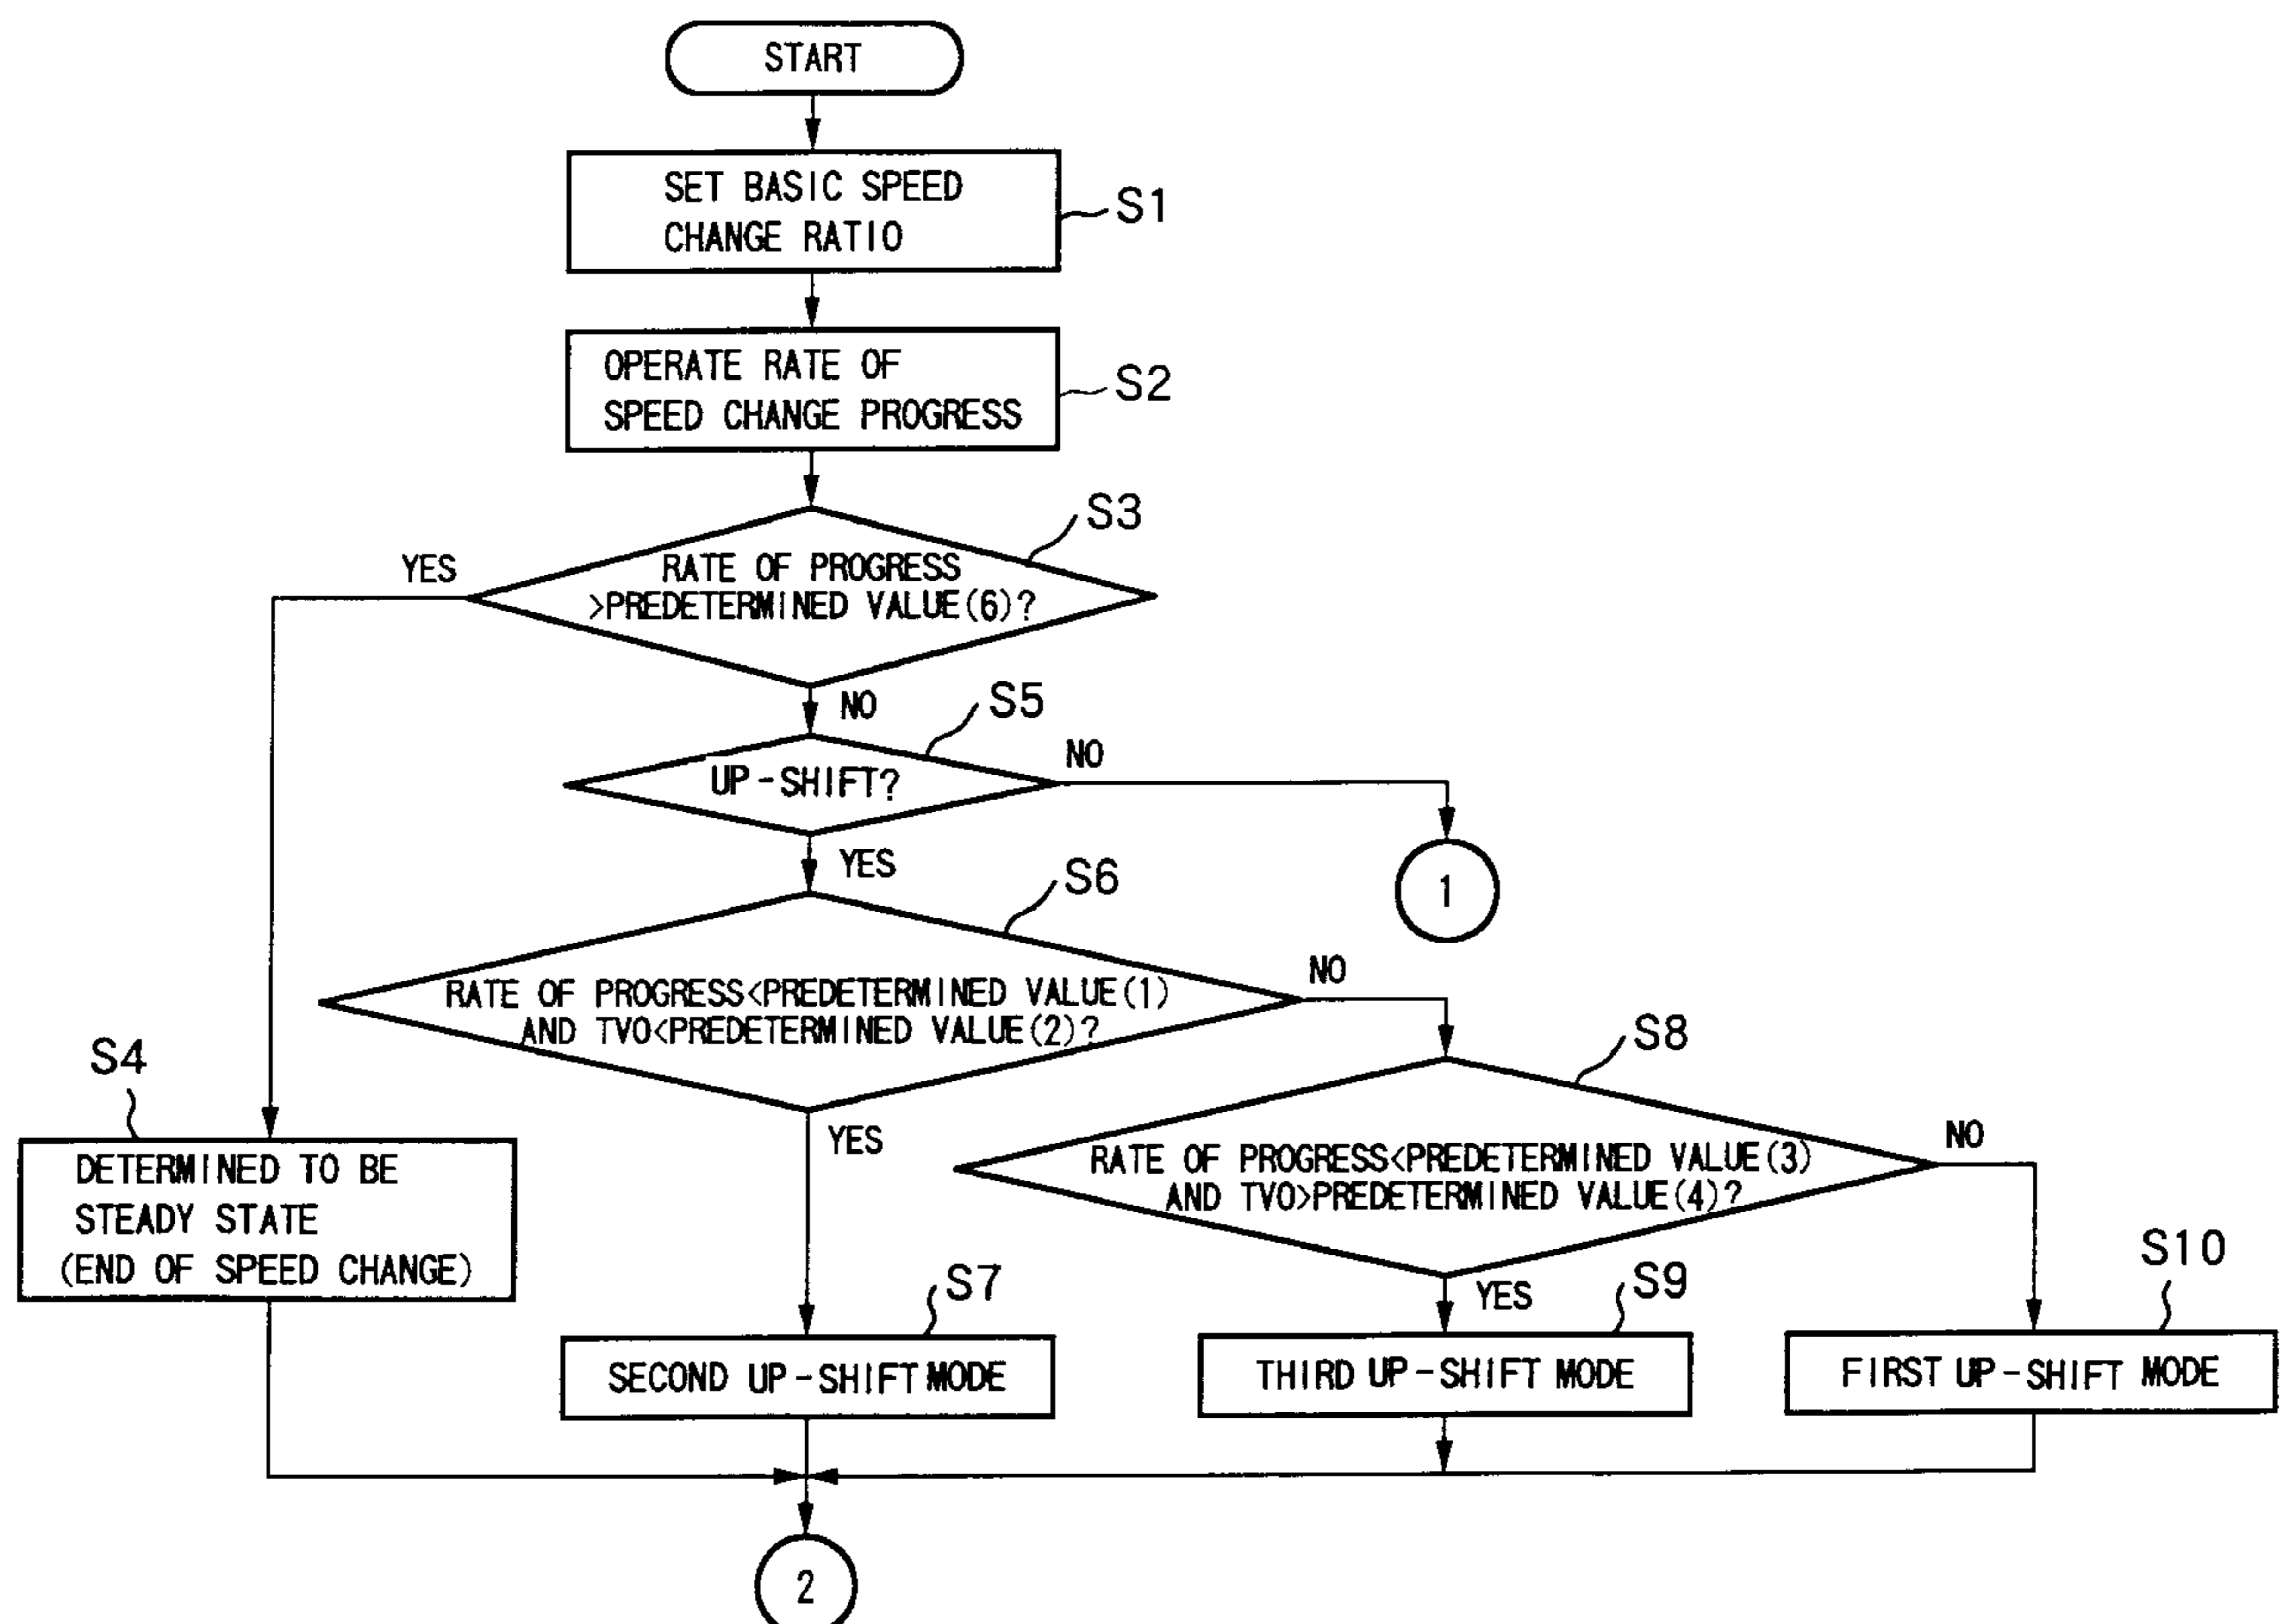 START
SET BASIC SPEED
CHANGE RATIO
S1
OPERATE RATE OF
SPEED CHANGE PROGRESS
S2
S3
YES
RATE OF PROGRESS
>PREDETERMINED VALUE(6)?
NO
S5
UP-SHIFT?
NO
1
YES
S6
RATE OF PROGRESS<PREDETERMINED VALUE(1)
AND TVO<PREDETERMINED VALUE(2)?
NO
S8
S4
DETERMINED TO BE
STEADY STATE
(END OF SPEED CHANGE)
YES
RATE OF PROGRESS<PREDETERMINED VALUE(3)
AND TVO>PREDETERMINED VALUE(4)?
NO
S7
SECOND UP-SHIFT MODE
YES
S9
THIRD UP-SHIFT MODE
S10
FIRST UP-SHIFT MODE
2